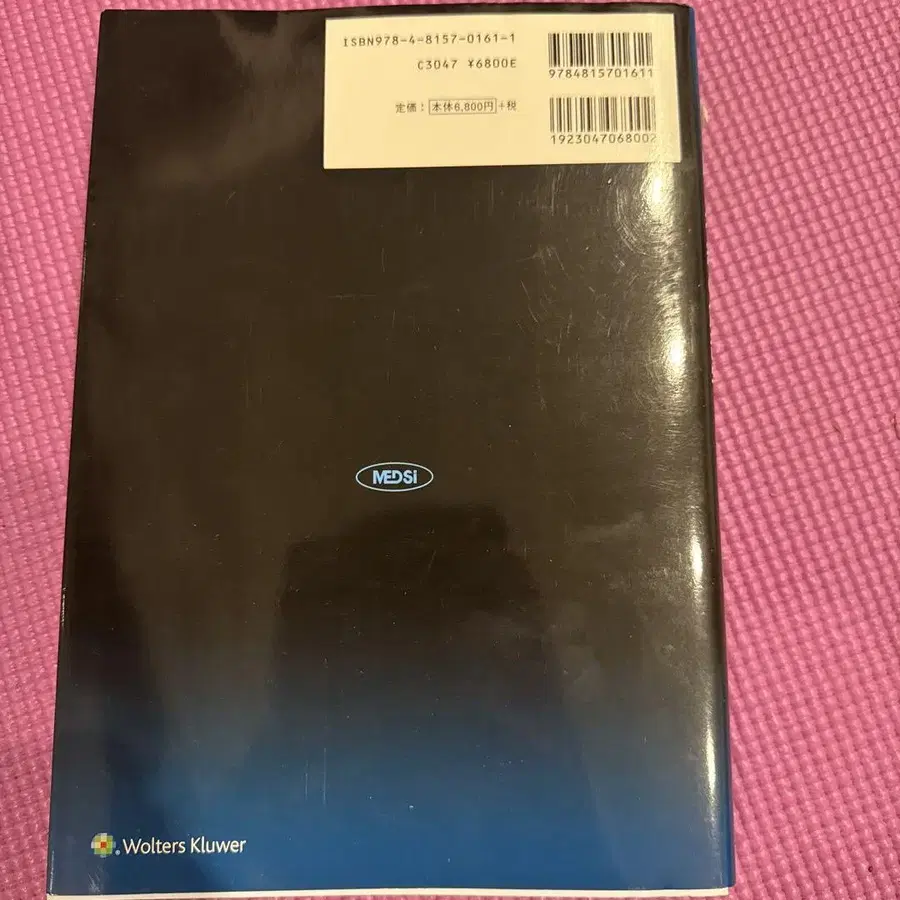 ISBN978-4-8157-0161-1
C3047 ¥6800E
定価：本体6,800円+税
9784815701611
1923047068002
MEDSi
Wolters Kluwer